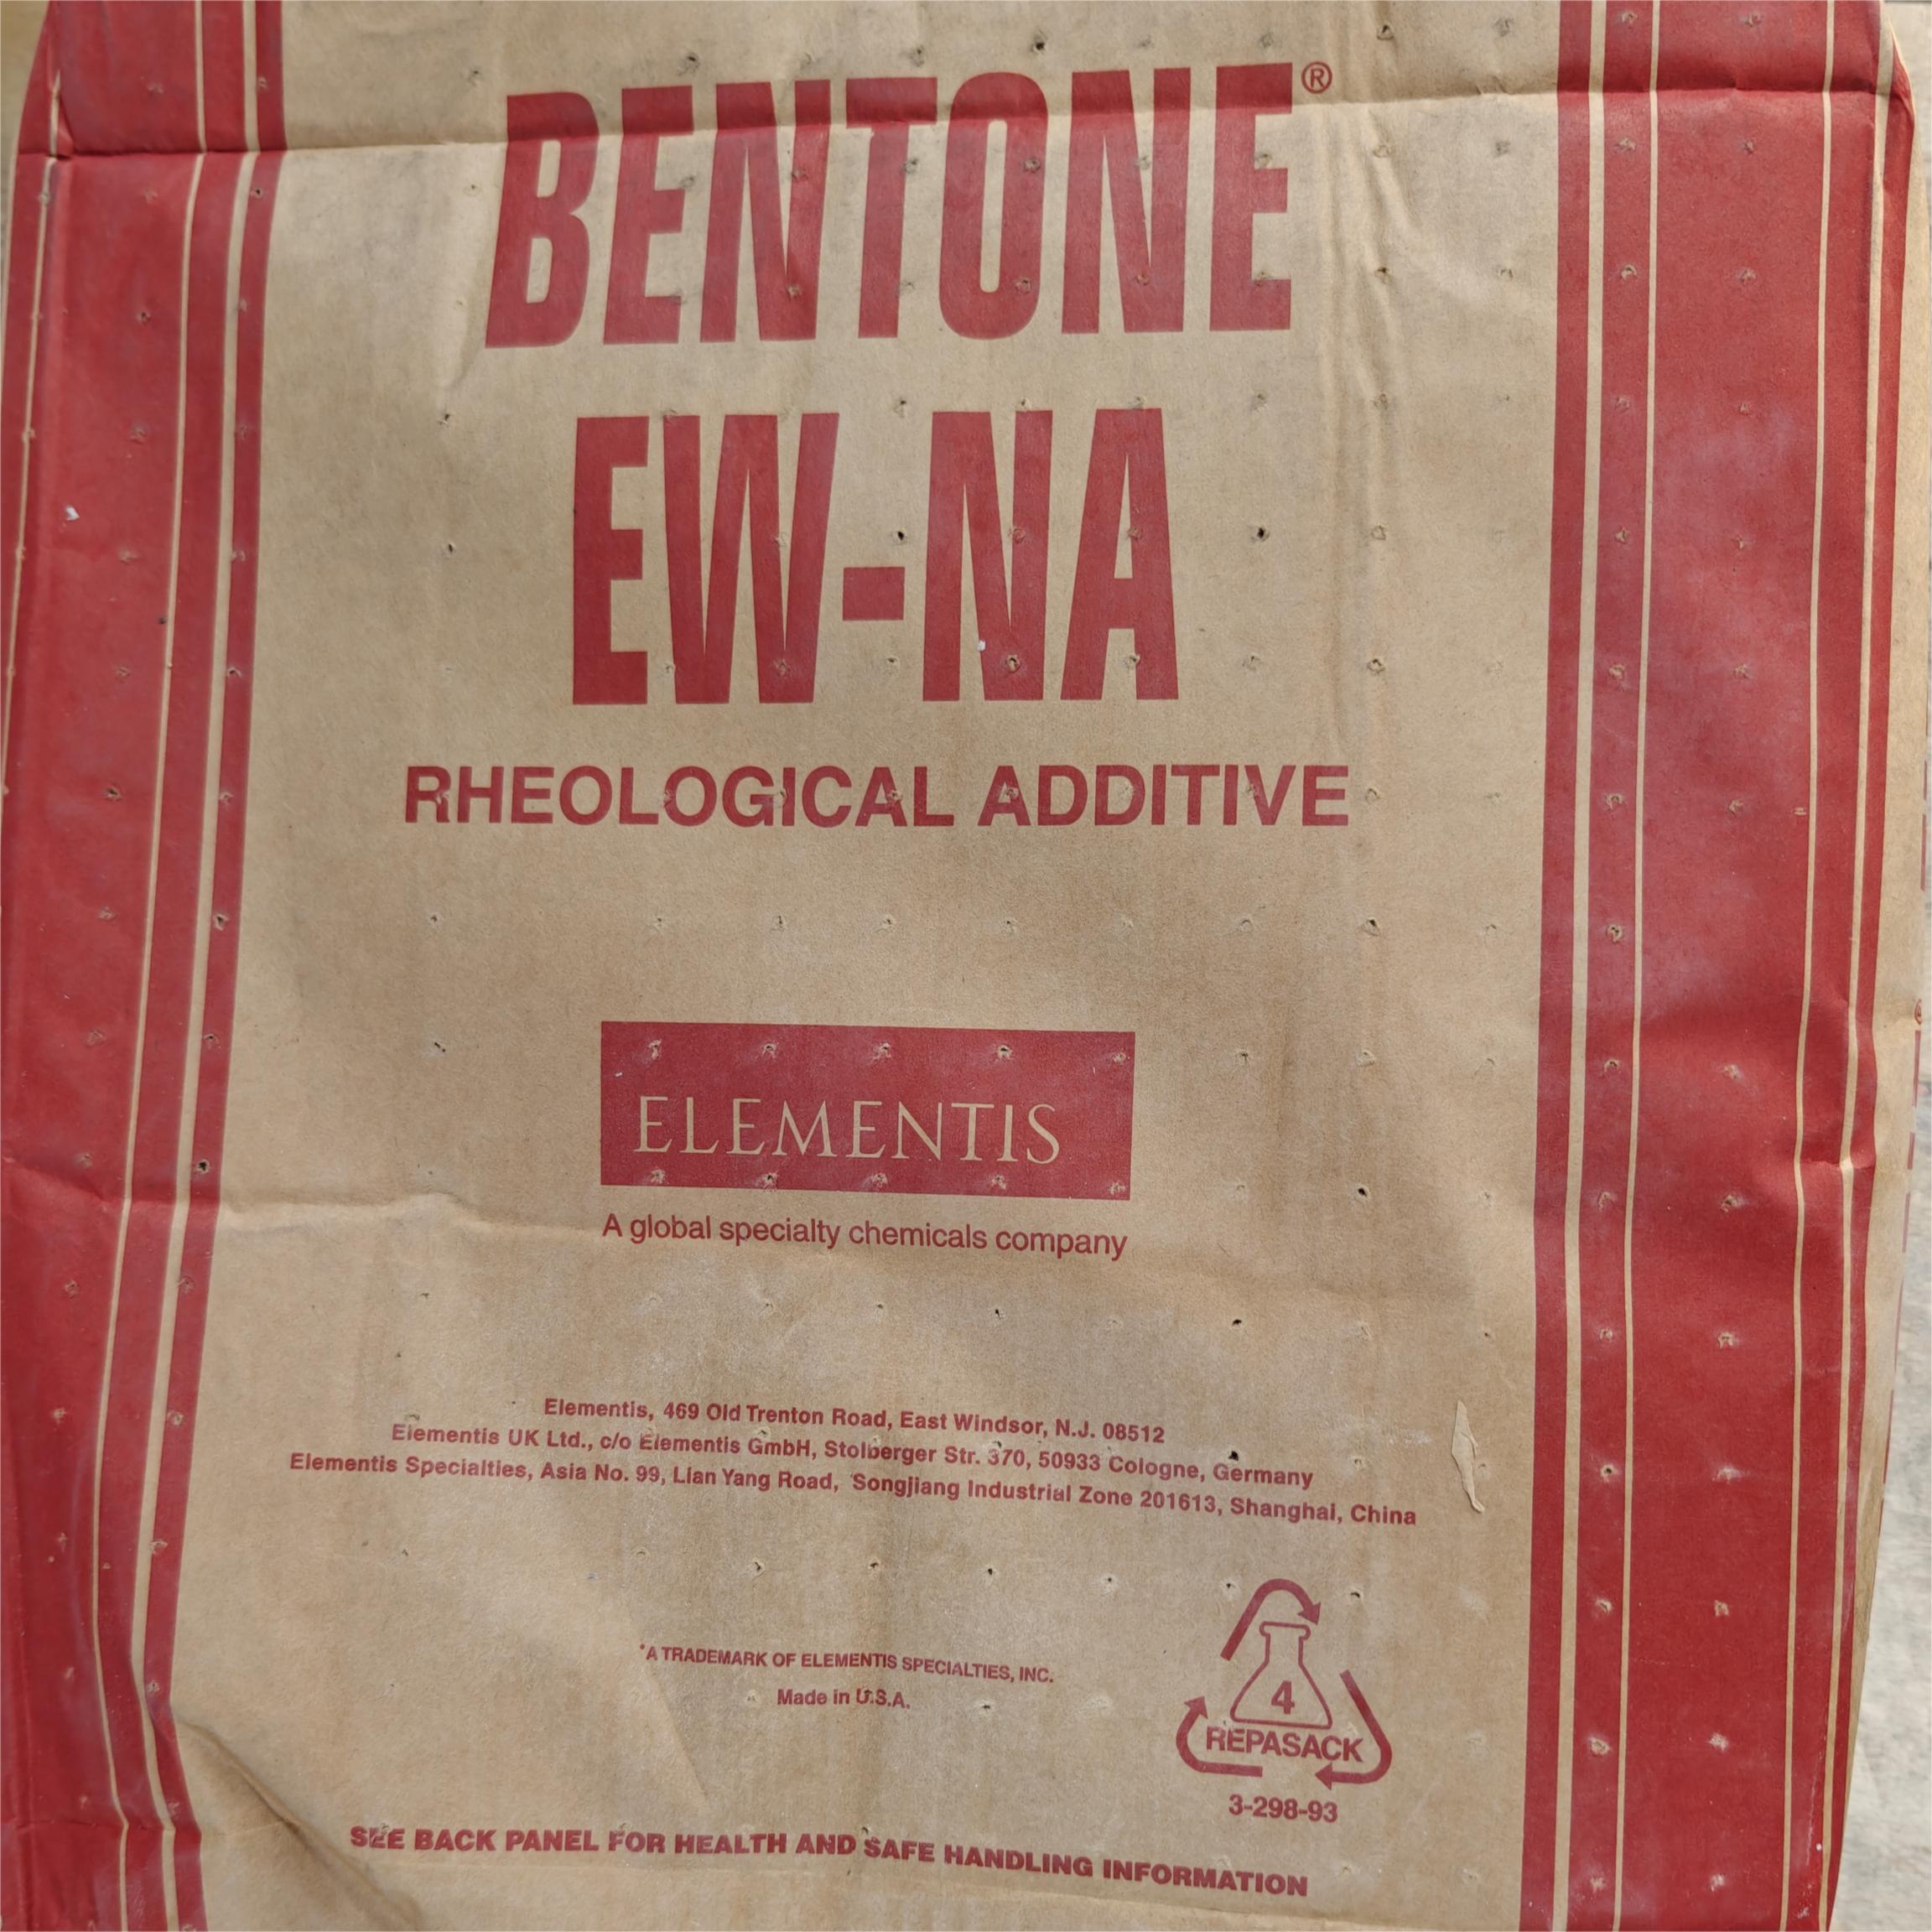 BENTONE®
EW-NA
RHEOLOGICAL ADDITIVE
ELEMENTIS
A global specialty chemicals company
Elementis, 469 Old Trenton Road, East Windsor, N.J. 08512
Elementis UK Ltd., c/o Elementis GmbH, Stolberger Str. 370, 50933 Cologne, Germany
Elementis Specialties, Asia No. 99, Lian Yang Road, Songjiang Industrial Zone 201613, Shanghai, China
*A TRADEMARK OF ELEMENTIS SPECIALTIES, INC.
Made in U.S.A.
4
REPASACK
3-298-93
SEE BACK PANEL FOR HEALTH AND SAFE HANDLING INFORMATION